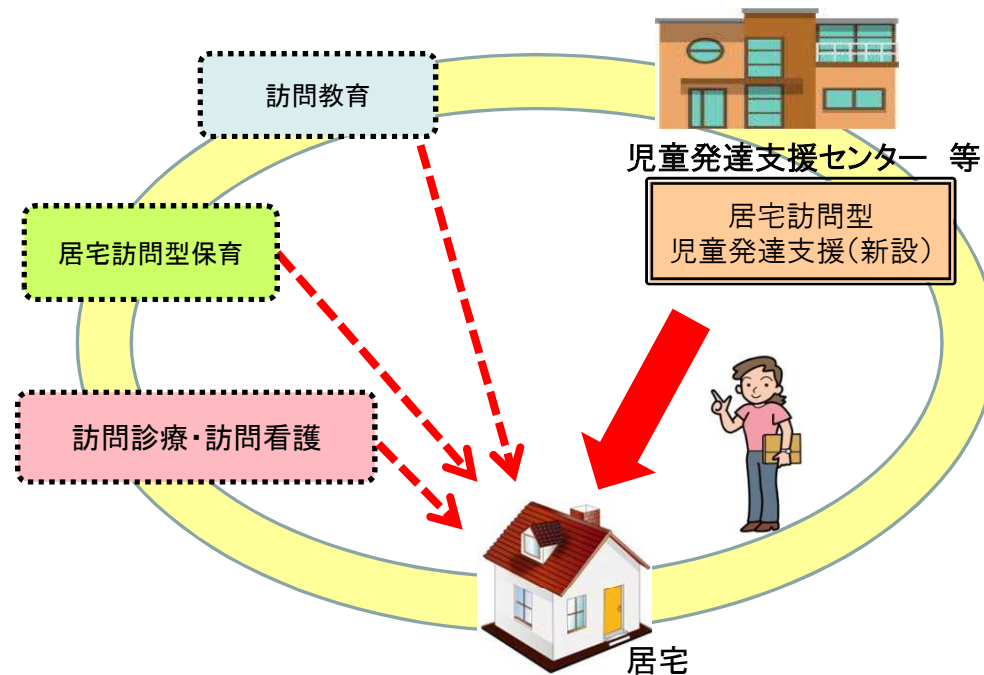 訪問教育
児童発達支援センター 等
居宅訪問型
児童発達支援(新設)
居宅訪問型保育
訪問診療・訪問看護
居宅